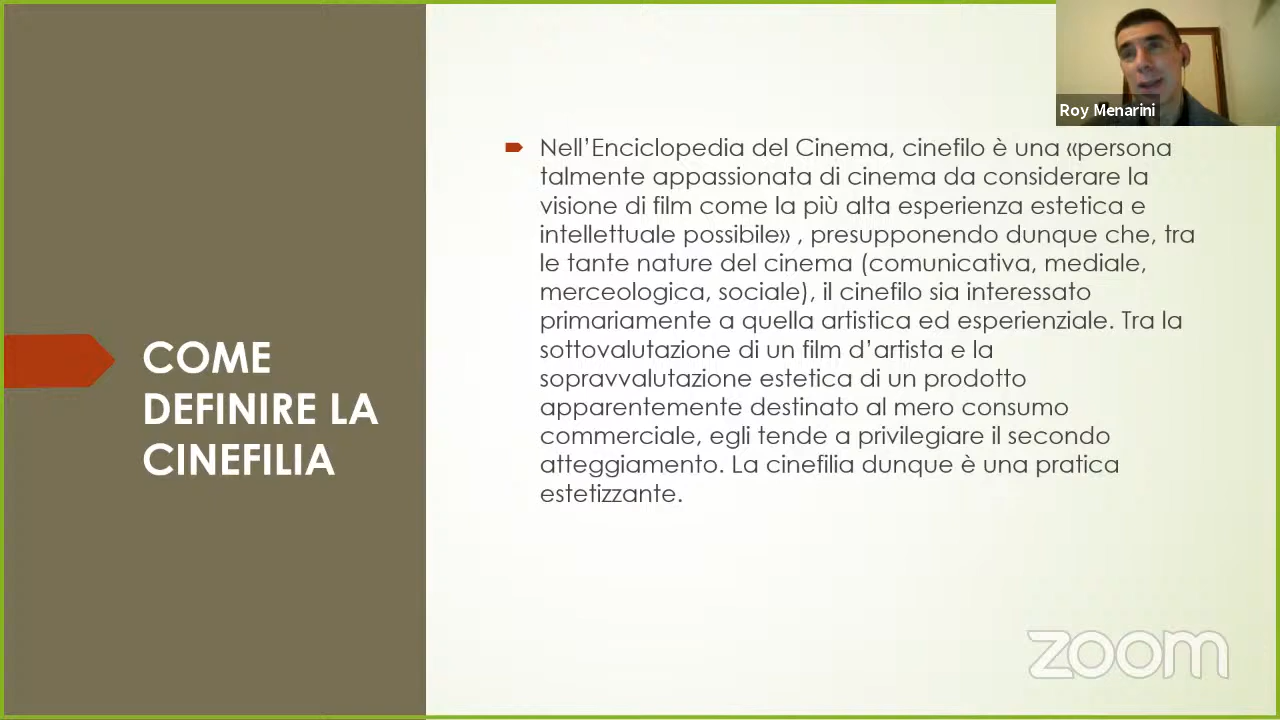 Roy Menarini
COME
DEFINIRE LA
CINEFILIA
Nell’Enciclopedia del Cinema, cinefilo è una «persona
talmente appassionata di cinema da considerare la
visione di film come la più alta esperienza estetica e
intellettuale possibile» , presupponendo dunque che, tra
le tante nature del cinema (comunicativa, mediale,
merceologica, sociale), il cinefilo sia interessato
primariamente a quella artistica ed esperienziale. Tra la
sottovalutazione di un film d’artista e la
sopravvalutazione estetica di un prodotto
apparentemente destinato al mero consumo
commerciale, egli tende a privilegiare il secondo
atteggiamento. La cinefilia dunque è una pratica
estetizzante.
zoom